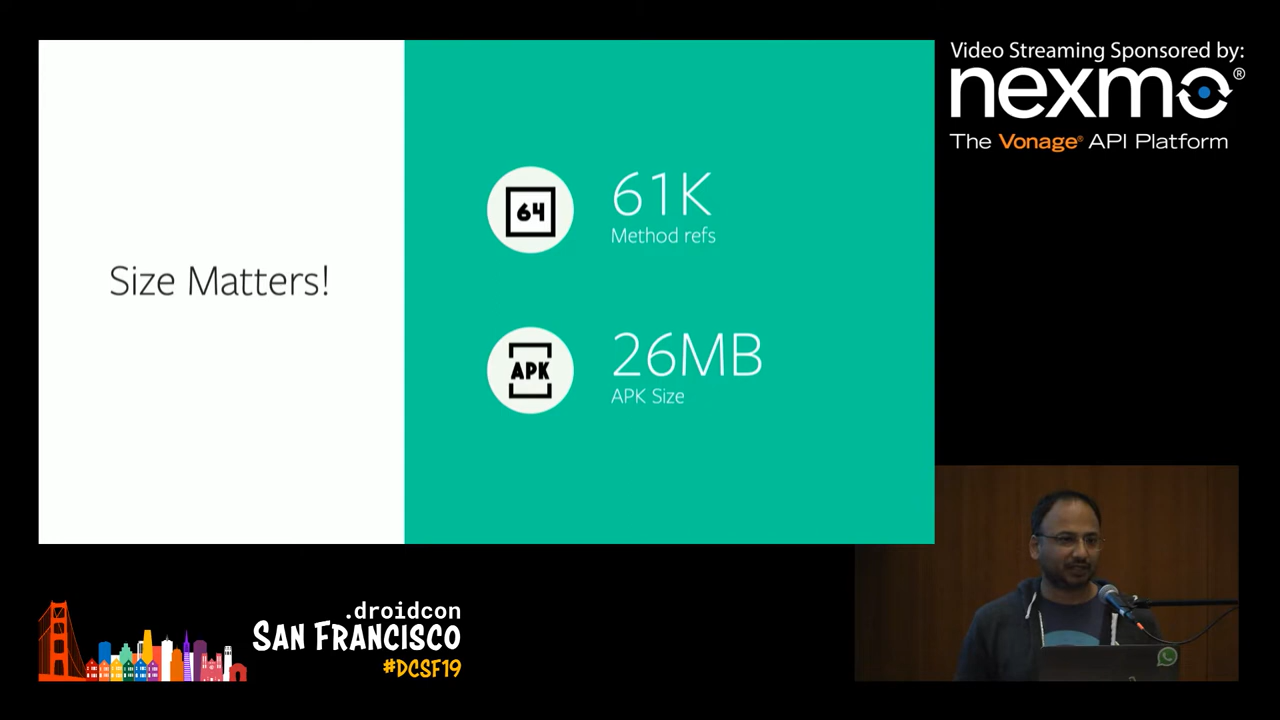 Size Matters!
64
61K
Method refs
APK
26MB
APK Size
Video Streaming Sponsored by:
nexmo®
The Vonage® API Platform
.droidcon
SAN FRANCISCO
#DCSF19